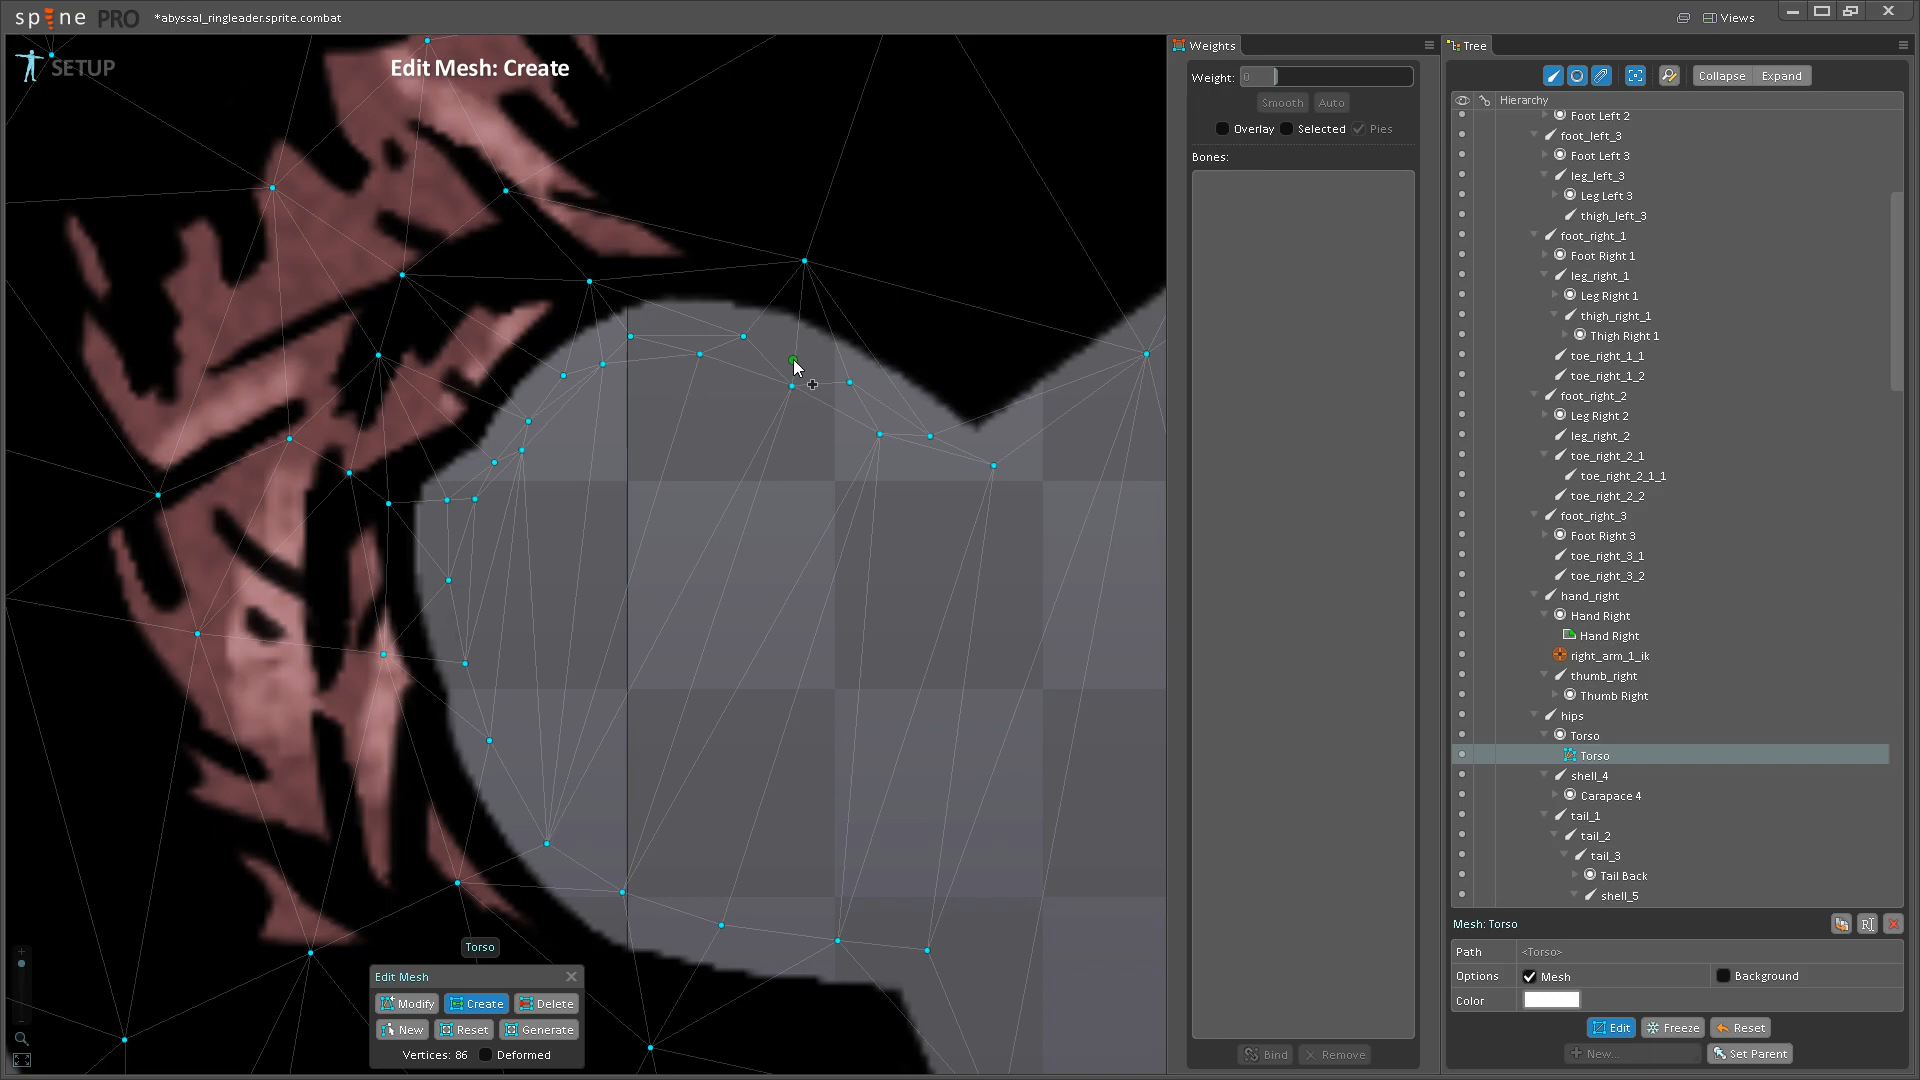 spine PRO *abyssal_ringleader.sprite.combat Views
SETUP
Edit Mesh: Create
Weights
Weight: 0
Smooth Auto
Overlay Selected Pies
Bones:
Bind Remove
Tree
Collapse Expand
Hierarchy
Foot Left 2
foot_left_3
Foot Left 3
leg_left_3
Leg Left 3
thigh_left_3
foot_right_1
Foot Right 1
leg_right_1
Leg Right 1
thigh_right_1
Thigh Right 1
toe_right_1_1
toe_right_1_2
foot_right_2
Leg Right 2
leg_right_2
toe_right_2_1
toe_right_2_1_1
toe_right_2_2
foot_right_3
Foot Right 3
toe_right_3_1
toe_right_3_2
hand_right
Hand Right
Hand Right
right_arm_1_ik
thumb_right
Thumb Right
hips
Torso
Torso
shell_4
Carapace 4
tail_1
tail_2
tail_3
Tail Back
shell_5
Mesh: Torso
Path <Torso>
Options Mesh Background
Color
Edit Freeze Reset
New... Set Parent
Torso
Edit Mesh
Modify Create Delete
New Reset Generate
Vertices: 86 Deformed